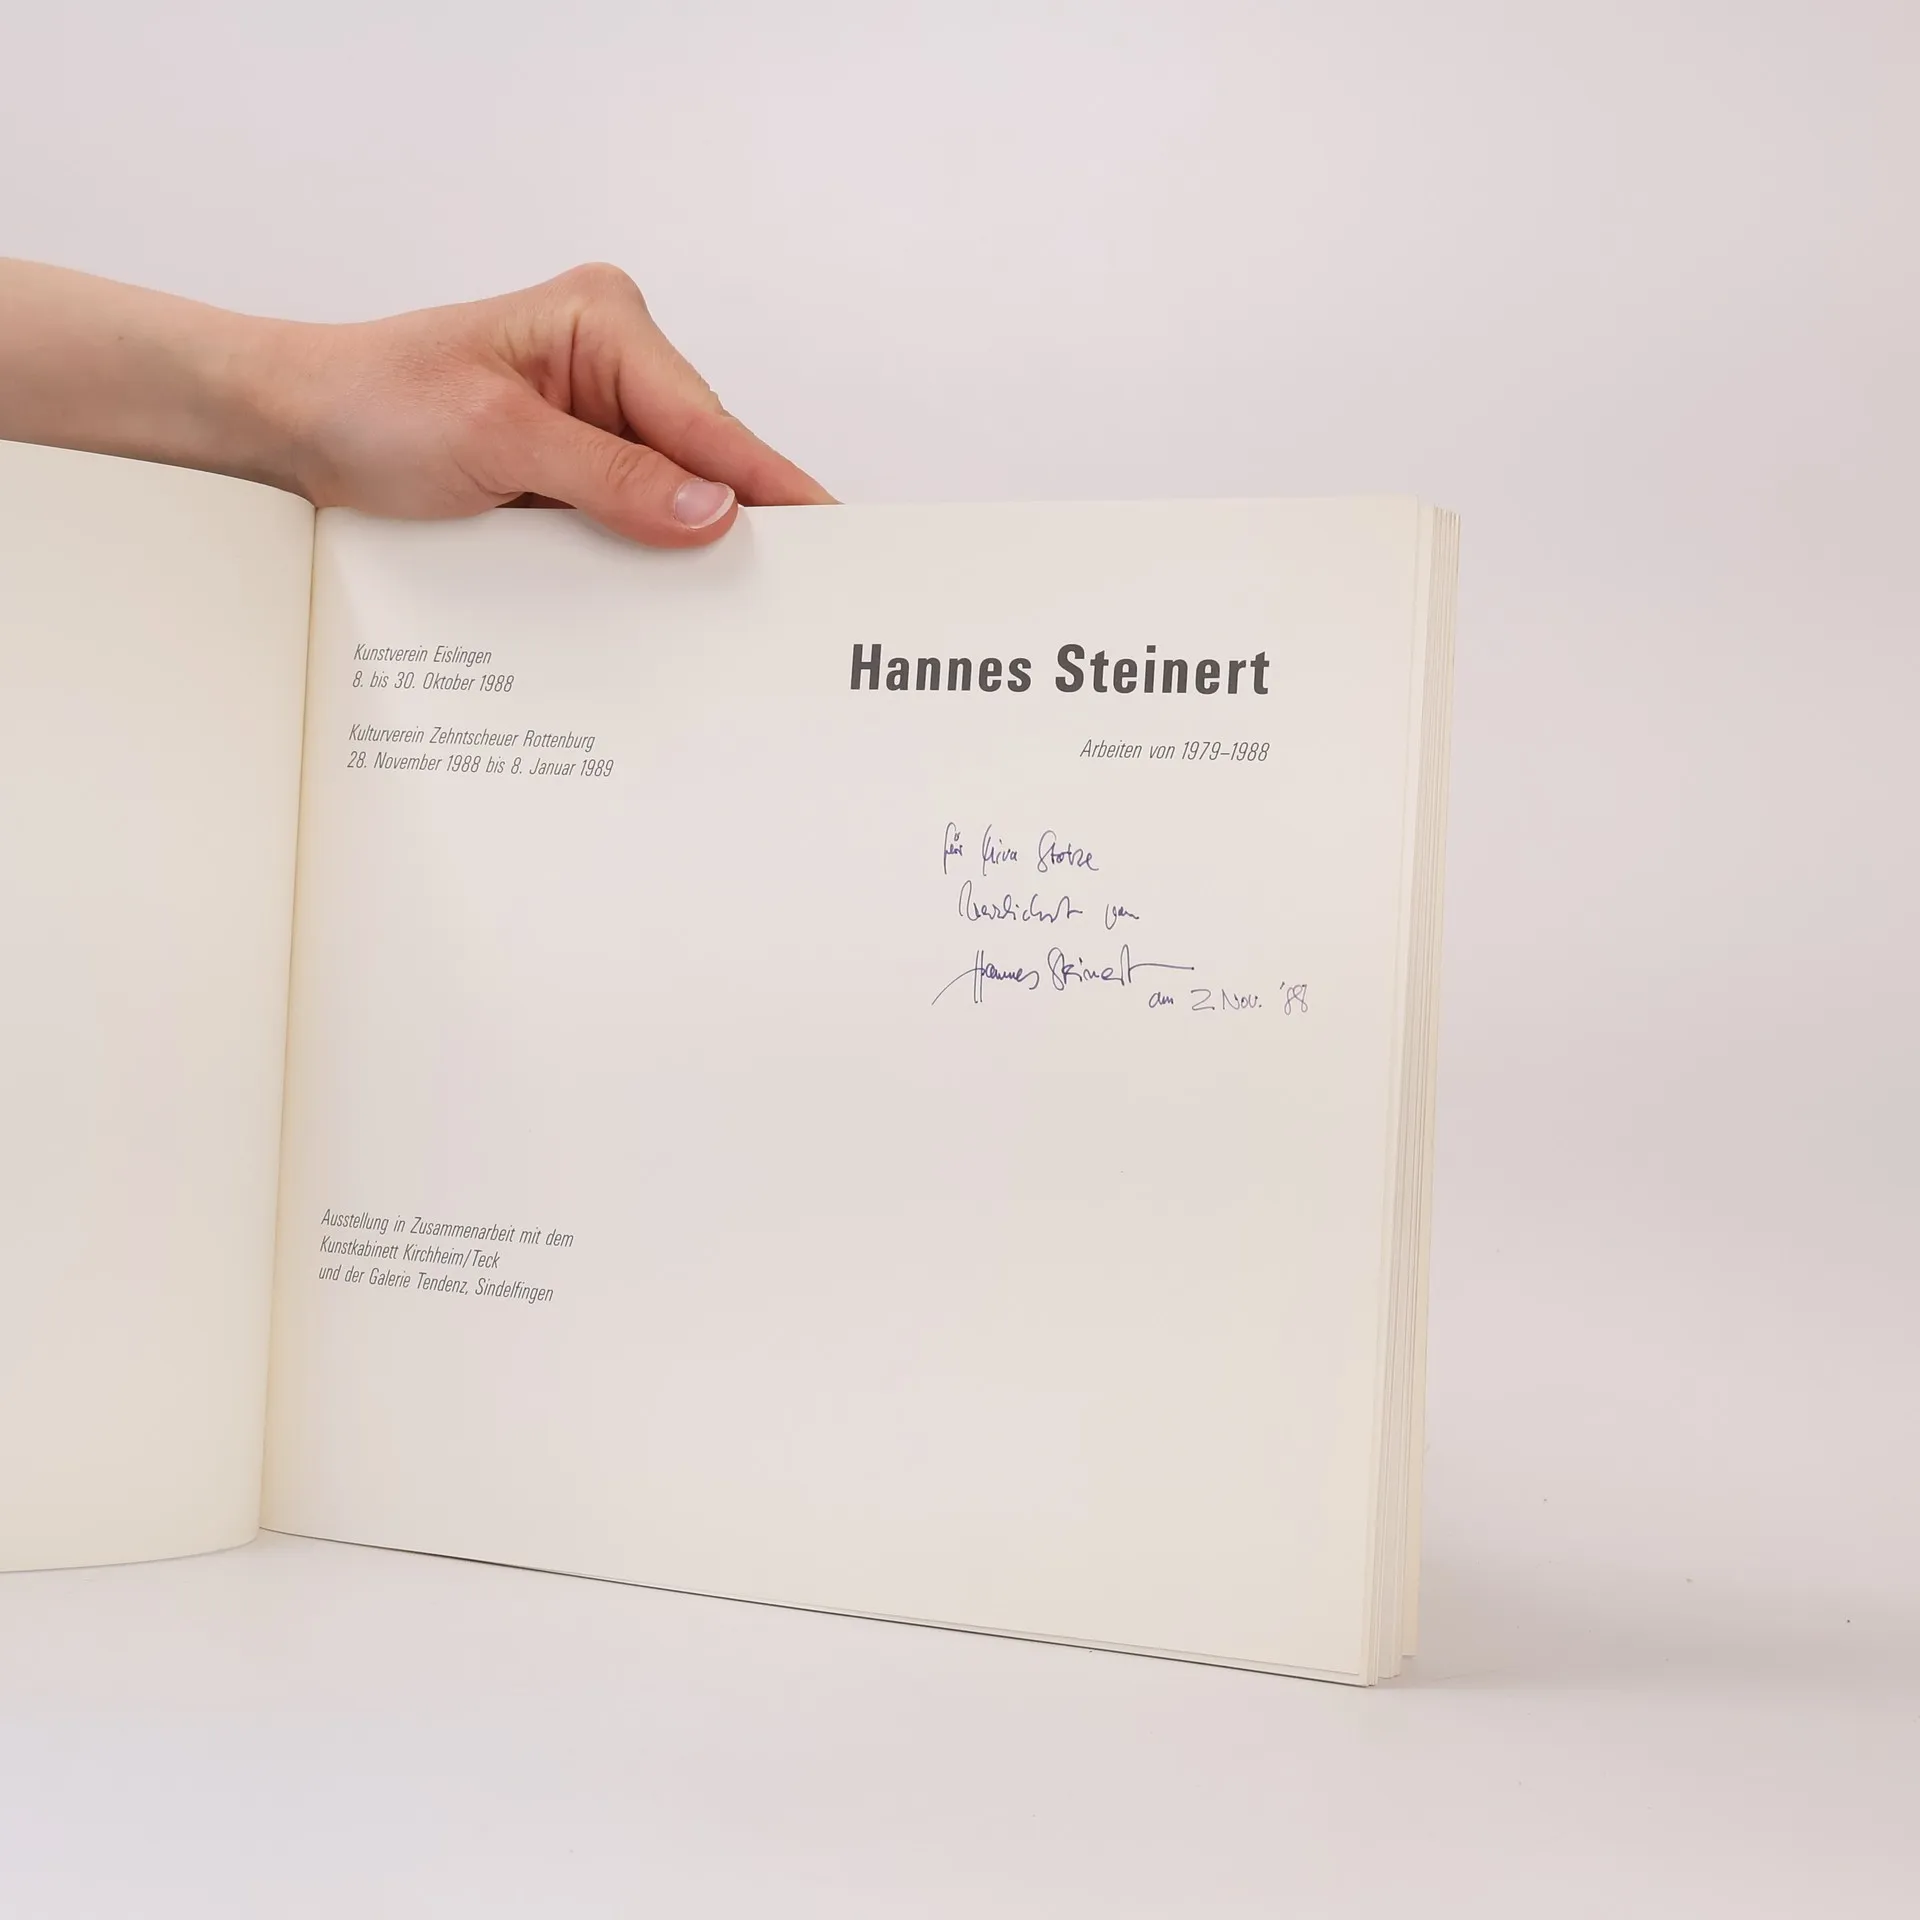 Kunstverein Eislingen
8. bis 30. Oktober 1988
Kulturverein Zehntscheuer Rottenburg
28. November 1988 bis 8. Januar 1989
Hannes Steinert
Arbeiten von 1979–1988
für
Herzlichst von
Hannes Steinert
am 2 Nov. '88
Ausstellung in Zusammenarbeit mit dem
Kunstkabinett Kirchheim/Teck
und der Galerie Tendenz, Sindelfingen